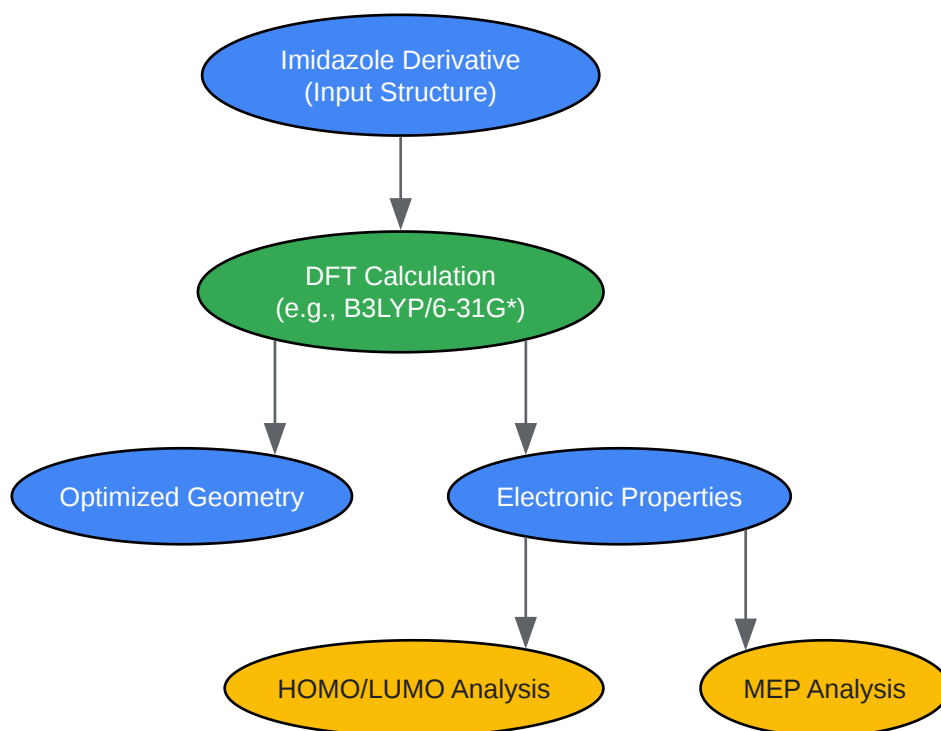 Imidazole Derivative
(Input Structure)
DFT Calculation
(e.g., B3LYP/6-31G*)
Optimized Geometry
Electronic Properties
HOMO/LUMO Analysis
MEP Analysis